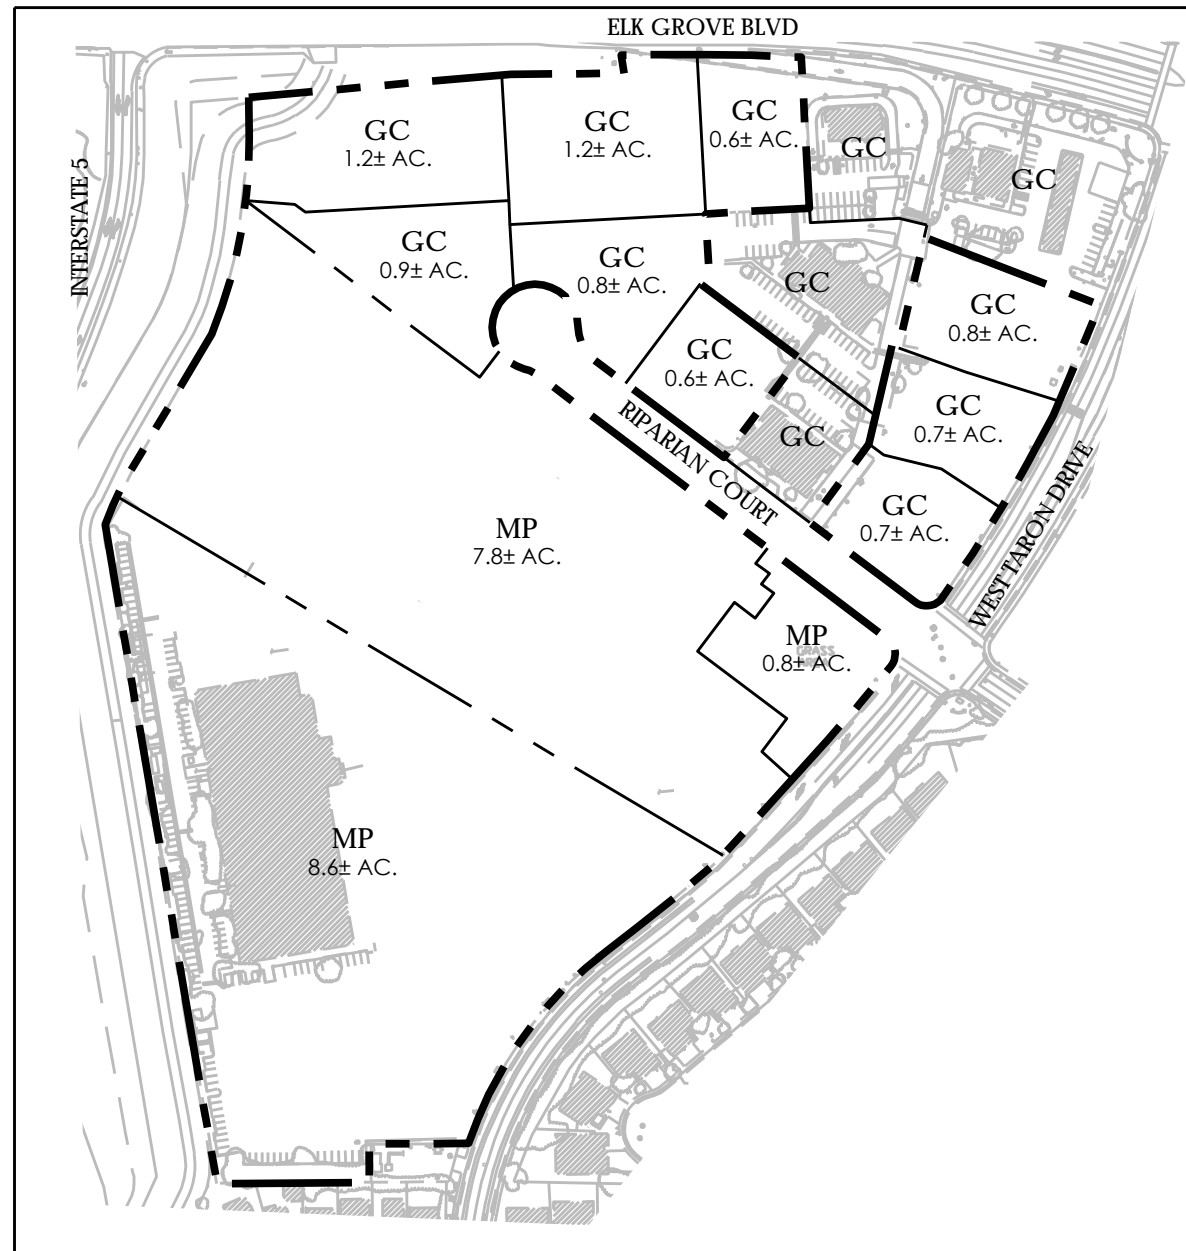 ELK GROVE BLVD
INTERSTATE 5
GC
1.2± AC.
GC
1.2± AC.
GC
0.6± AC.
GC
GC
GC
0.9± AC.
GC
0.8± AC.
GC
GC
0.8± AC.
GC
0.6± AC.
GC
0.7± AC.
GC
RIPARIAN COURT
GC
0.7± AC.
WEST TARON DRIVE
MP
7.8± AC.
MP
GRASS
0.8± AC.
MP
8.6± AC.